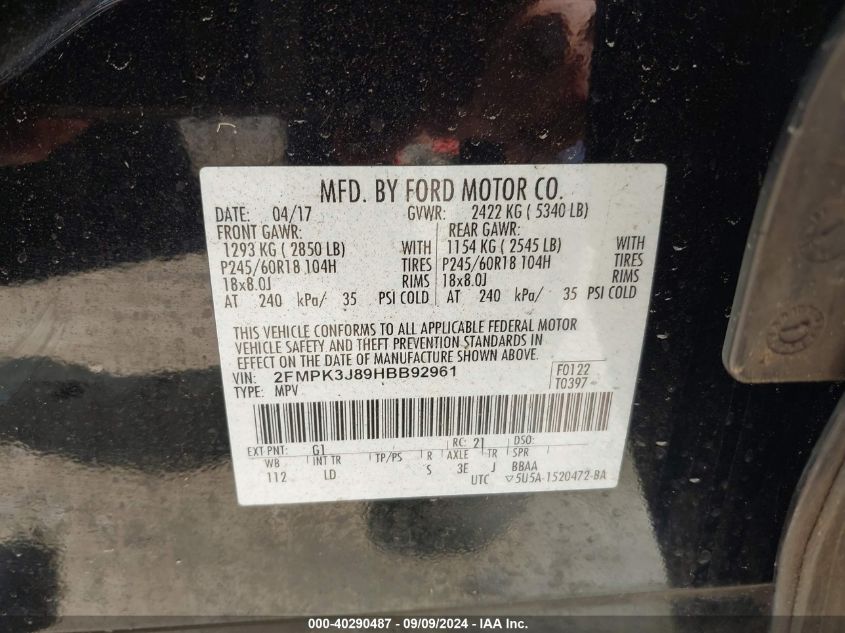 MFD. BY FORD MOTOR CO.
DATE: 04/17 GVWR: 2422 KG ( 5340 LB)
FRONT GAWR: REAR GAWR:
1293 KG ( 2850 LB) WITH 1154 KG ( 2545 LB) WITH
P245/60R18 104H TIRES P245/60R18 104H TIRES
18x8.0J RIMS 18x8.0J RIMS
AT 240 kPa/ 35 PSI COLD AT 240 kPa/ 35 PSI COLD
THIS VEHICLE CONFORMS TO ALL APPLICABLE FEDERAL MOTOR
VEHICLE SAFETY AND THEFT PREVENTION STANDARDS IN
EFFECT ON THE DATE OF MANUFACTURE SHOWN ABOVE.
VIN: 2FMPK3J89HBB92961 F0122
TYPE: MPV T0397
EXT PNT: G1 RC: 21 DSO:
WB INT TR TP/PS R AXLE TR SPR
112 LD S 3E J BBAA
UTC ▽5U5A-1520472-BA
000-40290487 - 09/09/2024 - IAA Inc.